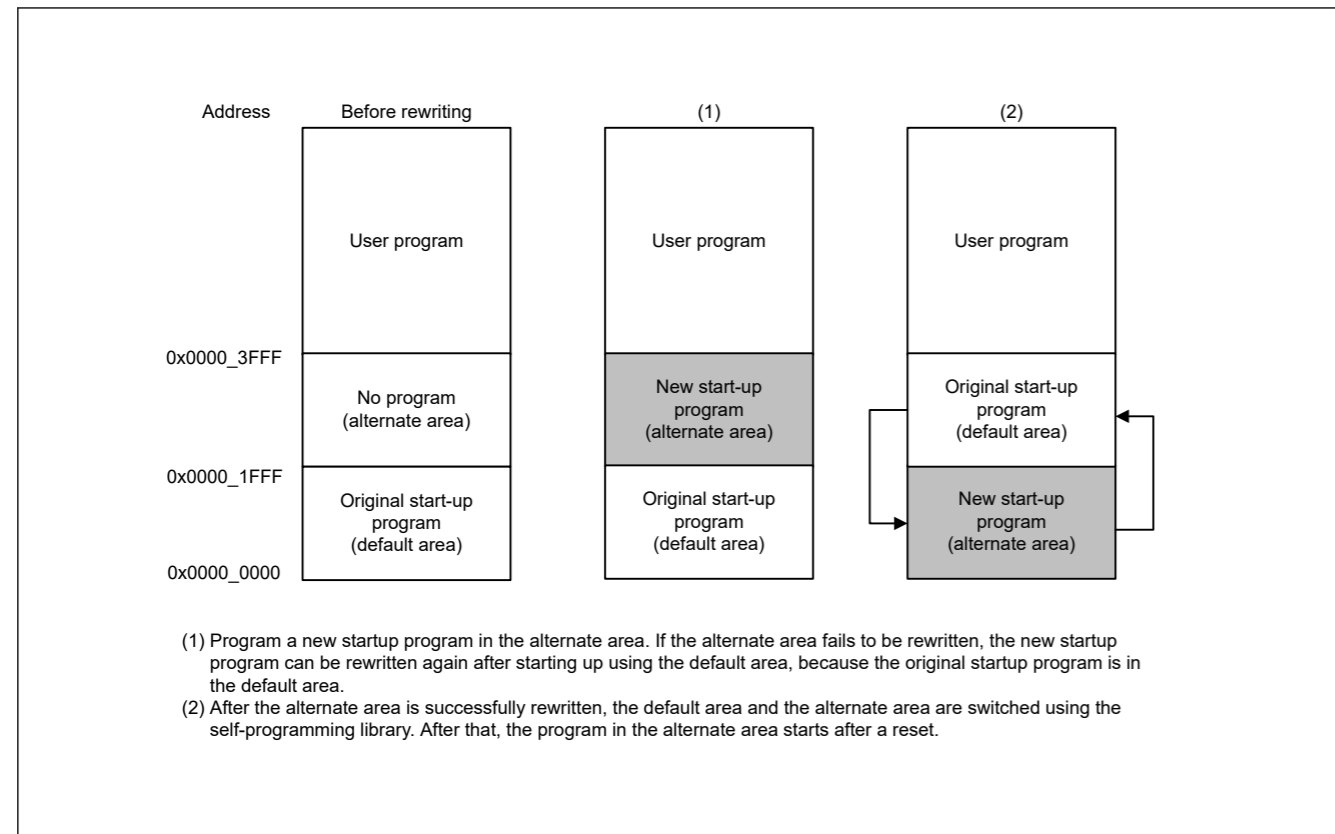 Address
Before rewriting
(1)
(2)
User program
User program
User program
0x0000_3FFF
No program
(alternate area)
New start-up
program
(alternate area)
Original start-up
program
(default area)
0x0000_1FFF
Original start-up
program
(default area)
Original start-up
program
(default area)
New start-up
program
(alternate area)
0x0000_0000
(1) Program a new startup program in the alternate area. If the alternate area fails to be rewritten, the new startup
program can be rewritten again after starting up using the default area, because the original startup program is in
the default area.
(2) After the alternate area is successfully rewritten, the default area and the alternate area are switched using the
self-programming library. After that, the program in the alternate area starts after a reset.